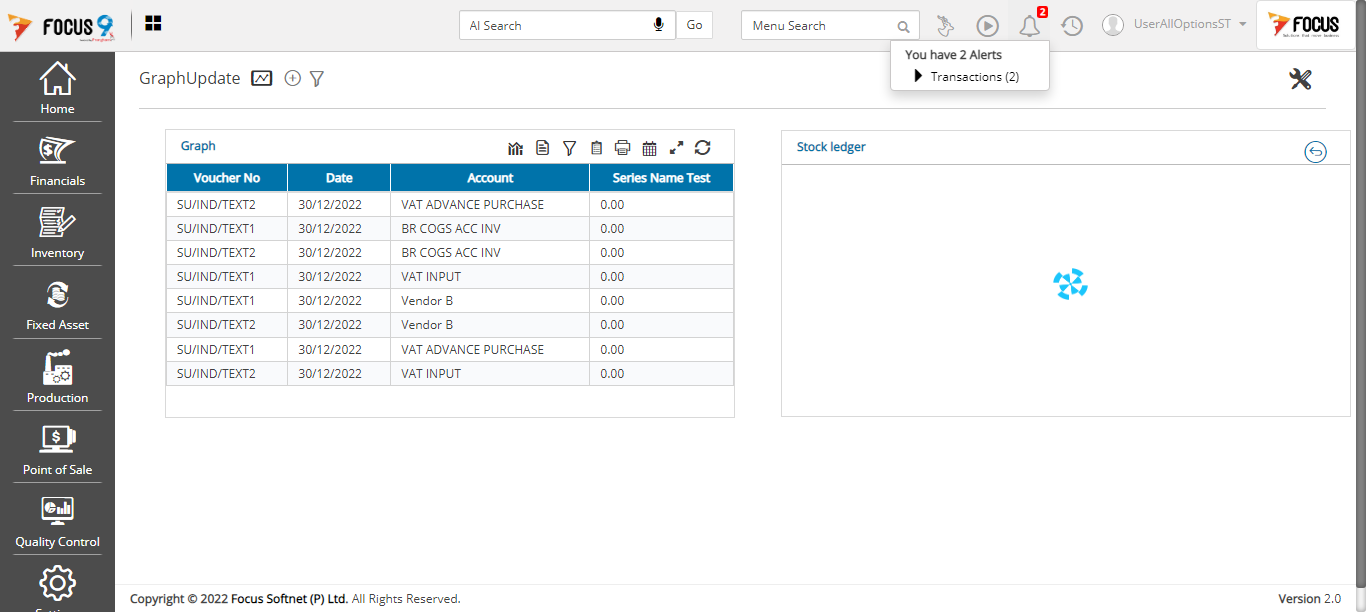 FOCUS 9
AI Search
Go
Menu Search
2
UserAllOptionsST
FOCUS
You have 2 Alerts
Transactions (2)
Home
Financials
Inventory
Fixed Asset
Production
Point of Sale
Quality Control
GraphUpdate
Graph
Voucher No Date Account Series Name Test
SU/IND/TEXT2 30/12/2022 VAT ADVANCE PURCHASE 0.00
SU/IND/TEXT1 30/12/2022 BR COGS ACC INV 0.00
SU/IND/TEXT2 30/12/2022 BR COGS ACC INV 0.00
SU/IND/TEXT1 30/12/2022 VAT INPUT 0.00
SU/IND/TEXT1 30/12/2022 Vendor B 0.00
SU/IND/TEXT2 30/12/2022 Vendor B 0.00
SU/IND/TEXT1 30/12/2022 VAT ADVANCE PURCHASE 0.00
SU/IND/TEXT2 30/12/2022 VAT INPUT 0.00
Stock ledger
Copyright © 2022 Focus Softnet (P) Ltd. All Rights Reserved.
Version 2.0